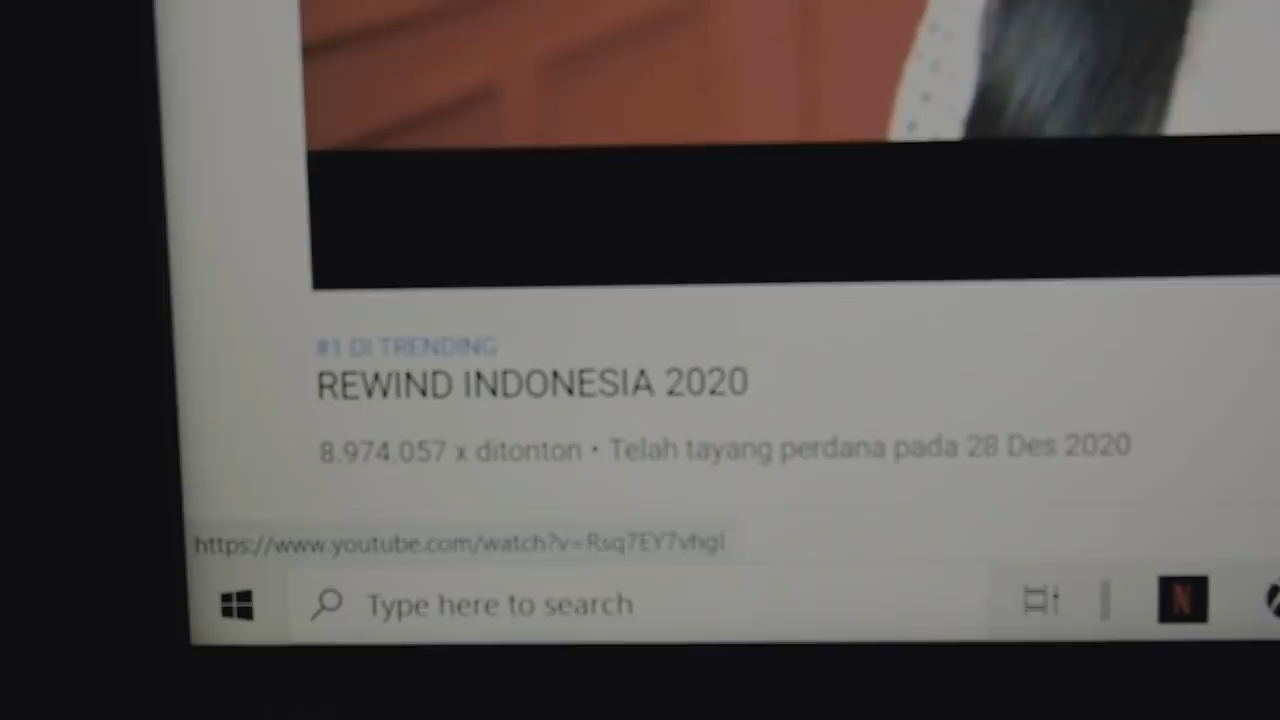 #1 DI TRENDING
REWIND INDONESIA 2020
8.974.057 x ditonton • Telah tayang perdana pada 28 Des 2020
https://www.youtube.com/watch?v=Rsq7EY7vhgI
Type here to search
N